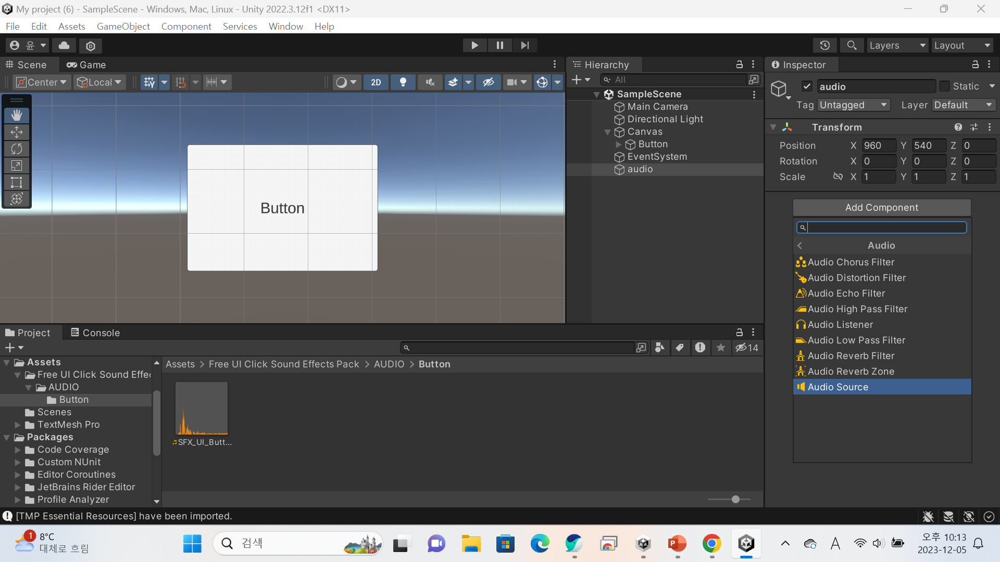 My project (6) - SampleScene - Windows, Mac, Linux - Unity 2022.3.12f1 <DX11>
File Edit Assets GameObject Component Services Window Help
윤 Layers Layout
Scene Game
Center Local 2D
Button
Hierarchy
All
SampleScene
Main Camera
Directional Light
Canvas
Button
EventSystem
audio
Inspector
audio Static
Tag Untagged Layer Default
Transform
Position X 960 Y 540 Z 0
Rotation X 0 Y 0 Z 0
Scale X 1 Y 1 Z 1
Add Component
Audio
Audio Chorus Filter
Audio Distortion Filter
Audio Echo Filter
Audio High Pass Filter
Audio Listener
Audio Low Pass Filter
Audio Reverb Filter
Audio Reverb Zone
Audio Source
Project Console
14
Assets
Free UI Click Sound Effec
AUDIO
Button
Scenes
TextMesh Pro
Packages
Code Coverage
Custom NUnit
Editor Coroutines
JetBrains Rider Editor
Profile Analyzer
Assets > Free UI Click Sound Effects Pack > AUDIO > Button
SFX_UI_Butt...
[TMP Essential Resources] have been imported.
1
8°C
대체로 흐림
검색
A
오후 10:13
2023-12-05